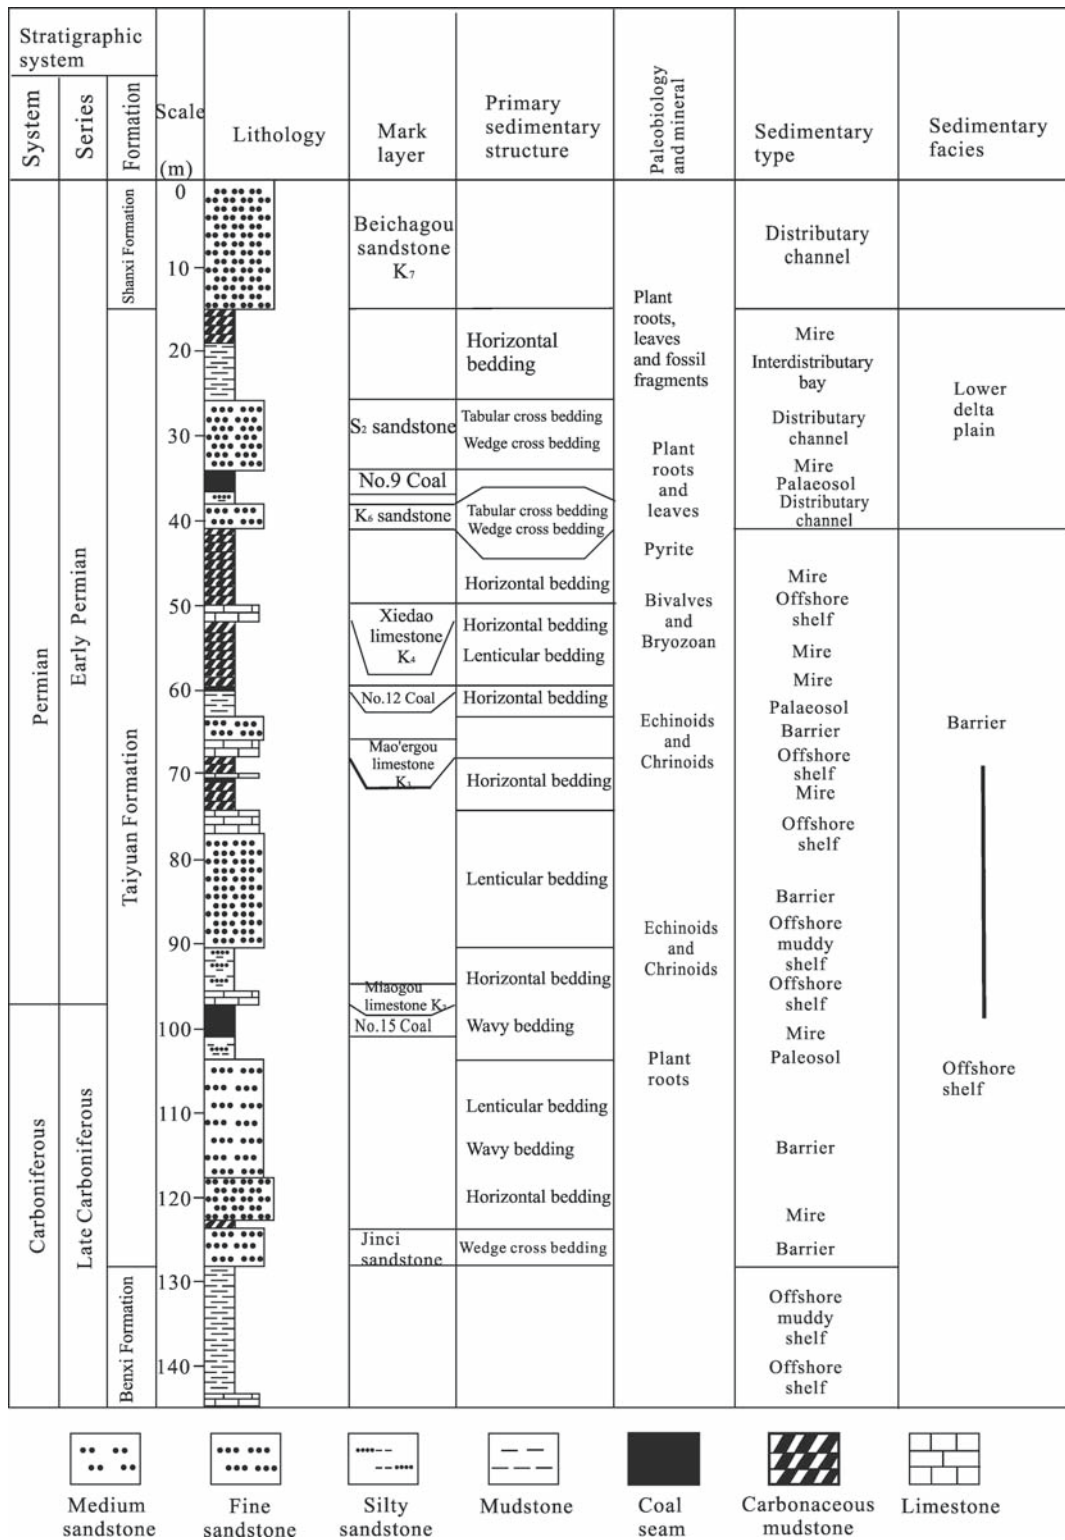 Stratigraphic
system
System
Series
Formation
Scale
(m)
Lithology
Mark
layer
Primary
sedimentary
structure
Paleobiology
and mineral
Sedimentary
type
Sedimentary
facies
Permian
Carboniferous
Early Permian
Late Carboniferous
Shanxi Formation
Taiyuan Formation
Benxi Formation
0
10
20
30
40
50
60
70
80
90
100
110
120
130
140
Beichagou
sandstone
K₇
S₂ sandstone
No.9 Coal
K₆ sandstone
Xiedao
limestone
K₄
No.12 Coal
Mao'ergou
limestone
K₃
Miaogou
limestone K₂
No.15 Coal
Jinci
sandstone
Horizontal
bedding
Tabular cross bedding
Wedge cross bedding
Tabular cross bedding
Wedge cross bedding
Horizontal bedding
Horizontal bedding
Lenticular bedding
Horizontal bedding
Horizontal bedding
Lenticular bedding
Horizontal bedding
Wavy bedding
Lenticular bedding
Wavy bedding
Horizontal bedding
Wedge cross bedding
Plant
roots,
leaves
and fossil
fragments
Plant
roots
and
leaves
Pyrite
Bivalves
and
Bryozoan
Echinoids
and
Chrinoids
Echinoids
and
Chrinoids
Plant
roots
Distributary
channel
Mire
Interdistributary
bay
Distributary
channel
Mire
Palaeosol
Distributary
channel
Mire
Offshore
shelf
Mire
Mire
Palaeosol
Barrier
Offshore
shelf
Mire
Offshore
shelf
Barrier
Offshore
muddy
shelf
Offshore
shelf
Mire
Paleosol
Barrier
Mire
Barrier
Offshore
muddy
shelf
Offshore
shelf
Lower
delta
plain
Barrier
Offshore
shelf
Medium
sandstone
Fine
sandstone
Silty
sandstone
Mudstone
Coal
seam
Carbonaceous
mudstone
Limestone